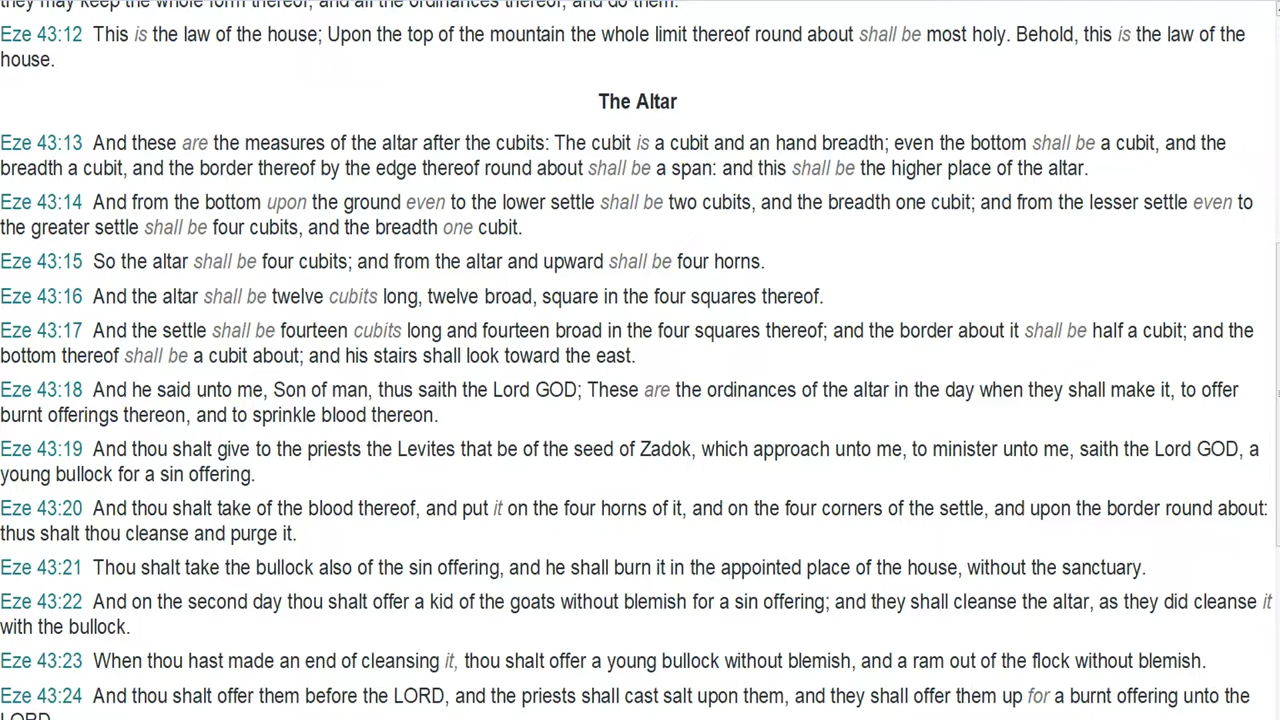 they may keep the whole form thereof, and all the ordinances thereof, and do them.
Eze 43:12 This is the law of the house; Upon the top of the mountain the whole limit thereof round about shall be most holy. Behold, this is the law of the
house.
The Altar
Eze 43:13 And these are the measures of the altar after the cubits: The cubit is a cubit and an hand breadth; even the bottom shall be a cubit, and the
breadth a cubit, and the border thereof by the edge thereof round about shall be a span: and this shall be the higher place of the altar.
Eze 43:14 And from the bottom upon the ground even to the lower settle shall be two cubits, and the breadth one cubit; and from the lesser settle even to
the greater settle shall be four cubits, and the breadth one cubit.
Eze 43:15 So the altar shall be four cubits; and from the altar and upward shall be four horns.
Eze 43:16 And the altar shall be twelve cubits long, twelve broad, square in the four squares thereof.
Eze 43:17 And the settle shall be fourteen cubits long and fourteen broad in the four squares thereof; and the border about it shall be half a cubit; and the
bottom thereof shall be a cubit about; and his stairs shall look toward the east.
Eze 43:18 And he said unto me, Son of man, thus saith the Lord GOD; These are the ordinances of the altar in the day when they shall make it, to offer
burnt offerings thereon, and to sprinkle blood thereon.
Eze 43:19 And thou shalt give to the priests the Levites that be of the seed of Zadok, which approach unto me, to minister unto me, saith the Lord GOD, a
young bullock for a sin offering.
Eze 43:20 And thou shalt take of the blood thereof, and put it on the four horns of it, and on the four corners of the settle, and upon the border round about:
thus shalt thou cleanse and purge it.
Eze 43:21 Thou shalt take the bullock also of the sin offering, and he shall burn it in the appointed place of the house, without the sanctuary.
Eze 43:22 And on the second day thou shalt offer a kid of the goats without blemish for a sin offering; and they shall cleanse the altar, as they did cleanse it
with the bullock.
Eze 43:23 When thou hast made an end of cleansing it, thou shalt offer a young bullock without blemish, and a ram out of the flock without blemish.
Eze 43:24 And thou shalt offer them before the LORD, and the priests shall cast salt upon them, and they shall offer them up for a burnt offering unto the
LORD.